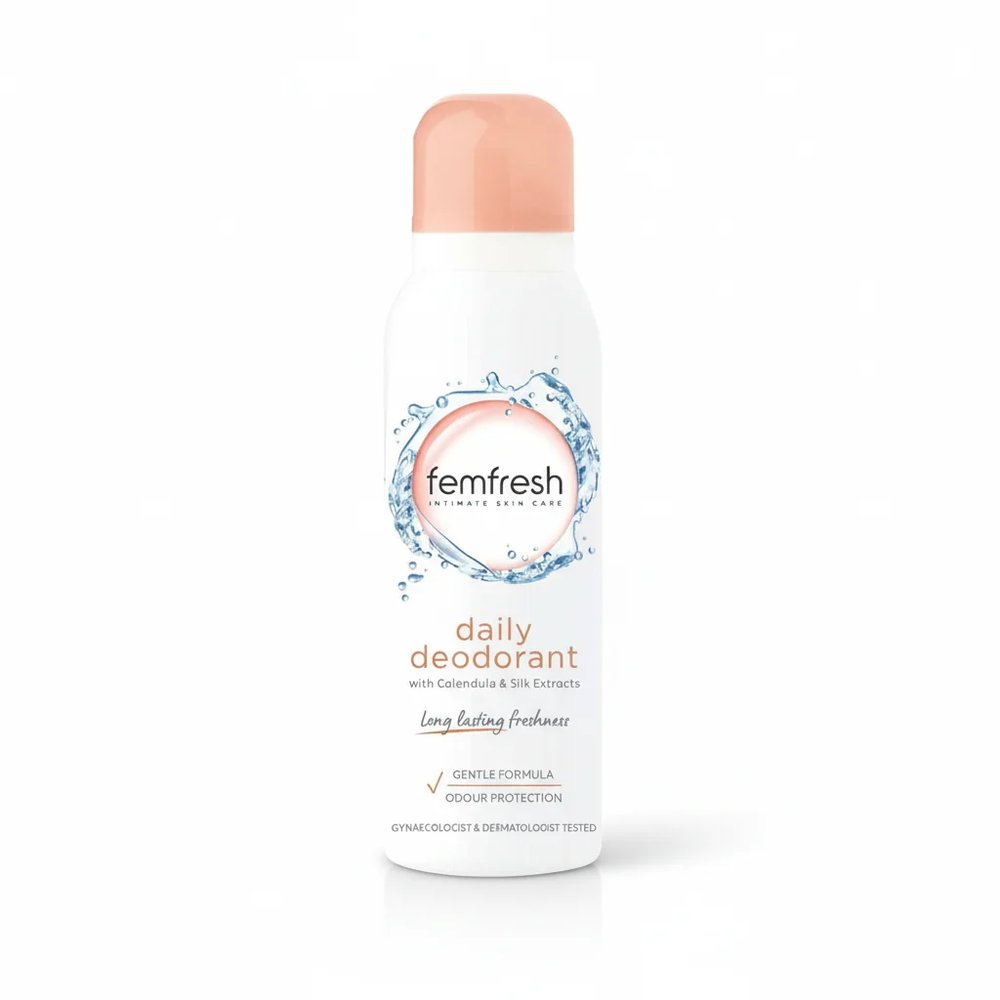 femfresh
INTIMATE SKIN CARE
daily
deodorant
with Calendula & Silk Extracts
Long lasting freshness
GENTLE FORMULA
ODOUR PROTECTION
GYNAECOLOGIST & DERMATOLOOIST TESTED